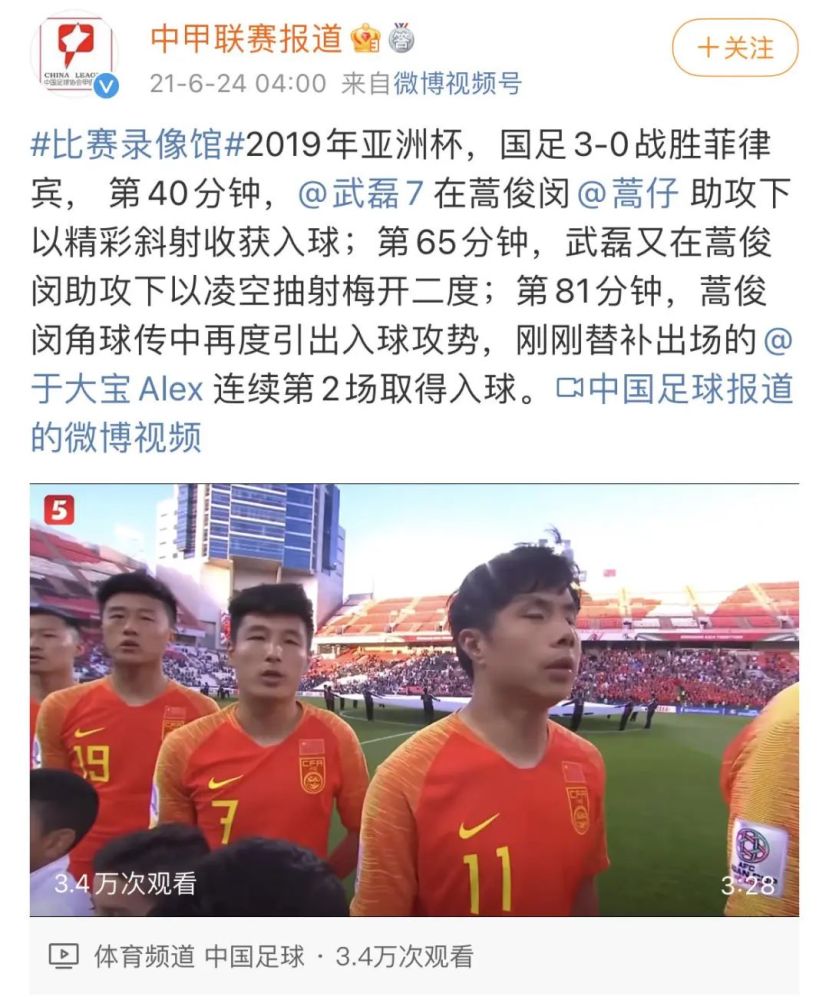 中甲联赛报道
+关注
CHINA LEAG
21-6-24 04:00 来自微博视频号
#比赛录像馆#2019年亚洲杯，国足3-0战胜菲律
宾， 第40分钟，@武磊7 在蒿俊闵@蒿仔 助攻下
以精彩斜射收获入球；第65分钟，武磊又在蒿俊
闵助攻下以凌空抽射梅开二度；第81分钟，蒿俊
闵角球传中再度引出入球攻势，刚刚替补出场的@
于大宝Alex 连续第2场取得入球。中国足球报道
的微博视频
5
19
7
CFA
11
CFA
AFC
3.4万次观看
3:28
体育频道 中国足球 · 3.4万次观看